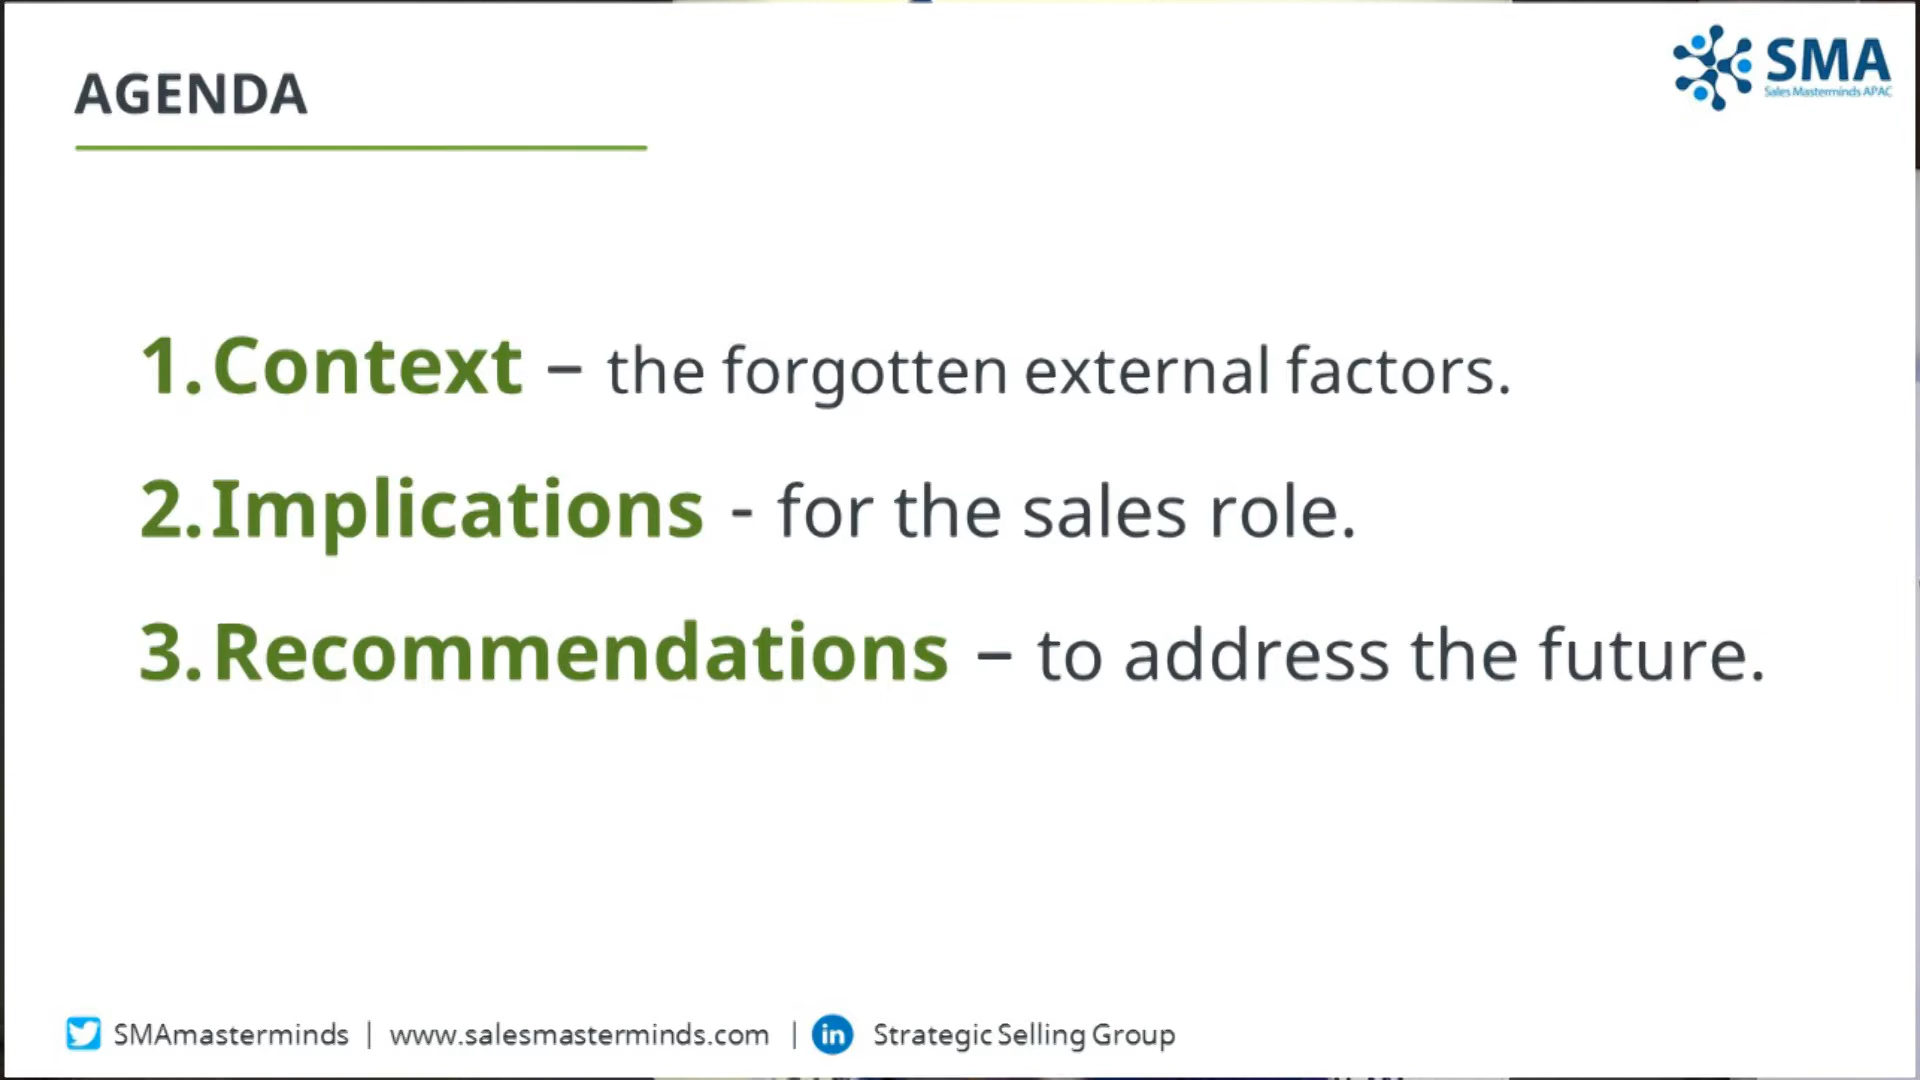 AGENDA
SMA
Sales Masterminds APAC
1. Context – the forgotten external factors.
2. Implications - for the sales role.
3. Recommendations – to address the future.
SMAmasterminds | www.salesmasterminds.com | in Strategic Selling Group